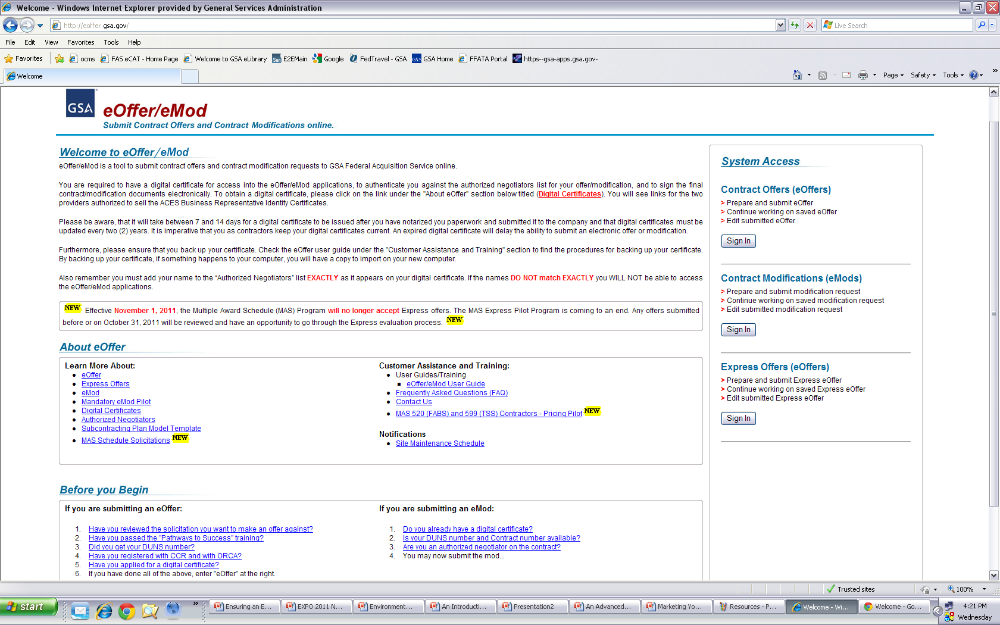 Welcome - Windows Internet Explorer provided by General Services Administration
http://eoffer.gsa.gov/
Live Search
File Edit View Favorites Tools Help
Favorites ocms FAS eCAT - Home Page Welcome to GSA eLibrary Sun E2EMain Google FedTravel - GSA GSA GSA Home FFATA Portal https--gsa-apps.gsa.gov-
Welcome
Page Safety Tools
GSA
eOffer/eMod
Submit Contract Offers and Contract Modifications online.
Welcome to eOffer/eMod
eOffer/eMod is a tool to submit contract offers and contract modification requests to GSA Federal Acquisition Service online.
You are required to have a digital certificate for access into the eOffer/eMod applications, to authenticate you against the authorized negotiators list for your offer/modification, and to sign the final
contract/modification documents electronically. To obtain a digital certificate, please click on the link under the "About eOffer" section below titled (Digital Certificates). You will see links for the two
providers authorized to sell the ACES Business Representative Identity Certificates.
Please be aware, that it will take between 7 and 14 days for a digital certificate to be issued after you have notarized you paperwork and submitted it to the company and that digital certificates must be
updated every two (2) years. It is imperative that you as contractors keep your digital certificates current. An expired digital certificate will delay the ability to submit an electronic offer or modification.
Furthermore, please ensure that you back up your certificate. Check the eOffer user guide under the "Customer Assistance and Training" section to find the procedures for backing up your certificate.
By backing up your certificate, if something happens to your computer, you will have a copy to import on your new computer.
Also remember you must add your name to the “Authorized Negotiators” list EXACTLY as it appears on your digital certificate. If the names DO NOT match EXACTLY you WILL NOT be able to access
the eOffer/eMod applications.
NEW Effective November 1, 2011, the Multiple Award Schedule (MAS) Program will no longer accept Express offers. The MAS Express Pilot Program is coming to an end. Any offers submitted
before or on October 31, 2011 will be reviewed and have an opportunity to go through the Express evaluation process. NEW
About eOffer
Learn More About:
• eOffer
• Express Offers
• eMod
• Mandatory eMod Pilot
• Digital Certificates
• Authorized Negotiators
• Subcontracting Plan Model Template
• MAS Schedule Solicitations NEW
Customer Assistance and Training:
• User Guides/Training
▪ eOffer/eMod User Guide
• Frequently Asked Questions (FAQ)
• Contact Us
• MAS 520 (FABS) and 599 (TSS) Contractors - Pricing Pilot NEW
Notifications
• Site Maintenance Schedule
Before you Begin
If you are submitting an eOffer:
1. Have you reviewed the solicitation you want to make an offer against?
2. Have you passed the "Pathways to Success" training?
3. Did you get your DUNS number?
4. Have you registered with CCR and with ORCA?
5. Have you applied for a digital certificate?
6. If you have done all of the above, enter "eOffer" at the right.
If you are submitting an eMod:
1. Do you already have a digital certificate?
2. Is your DUNS number and Contract number available?
3. Are you an authorized negotiator on the contract?
4. You may now submit the mod...
System Access
Contract Offers (eOffers)
> Prepare and submit eOffer
> Continue working on saved eOffer
> Edit submitted eOffer
Sign In
Contract Modifications (eMods)
> Prepare and submit modification request
> Continue working on saved modification request
> Edit submitted modification request
Sign In
Express Offers (eOffers)
> Prepare and submit Express eOffer
> Continue working on saved Express eOffer
> Edit submitted Express eOffer
Sign In
Trusted sites 100%
start Ensuring an E... EXPO 2011 N... Environment... An Introducti... Presentation2 An Advanced... Marketing Yo... Resources - P... Welcome - Wi... Welcome - Go... 4:21 PM
Wednesday